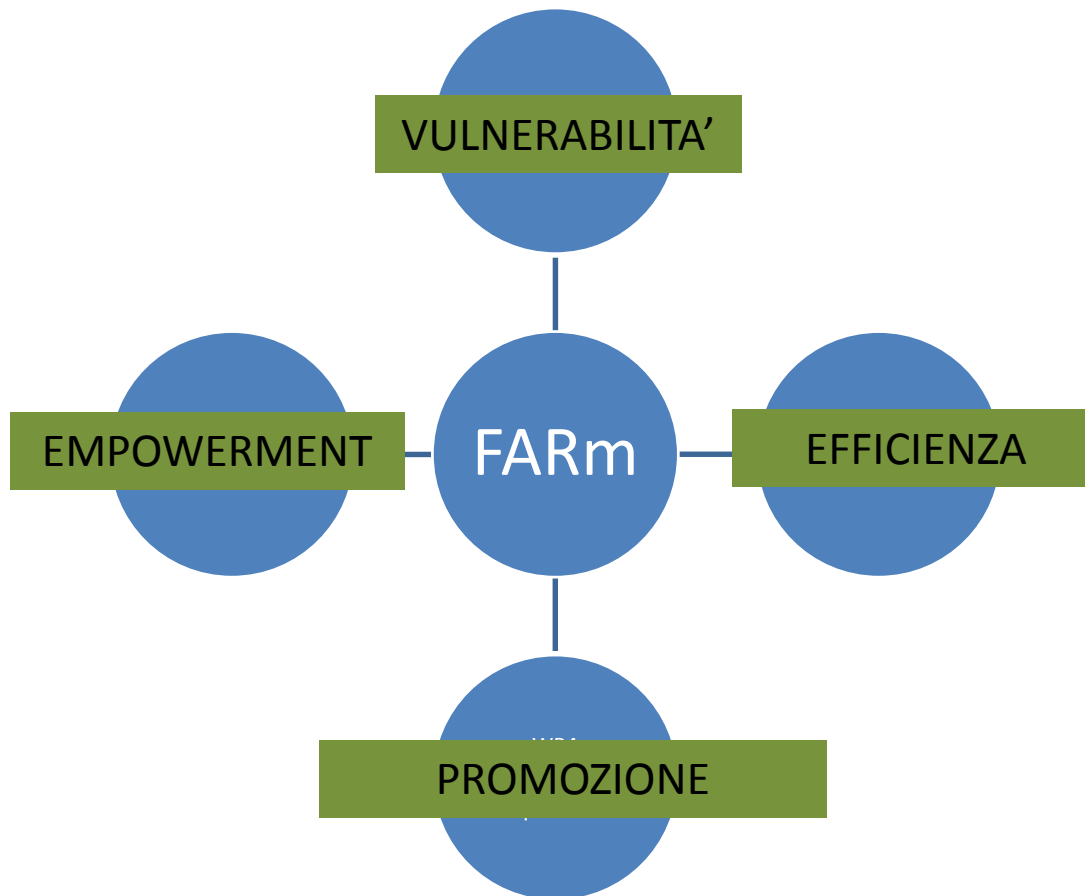 VULNERABILITA’
EMPOWERMENT
FARm
EFFICIENZA
PROMOZIONE